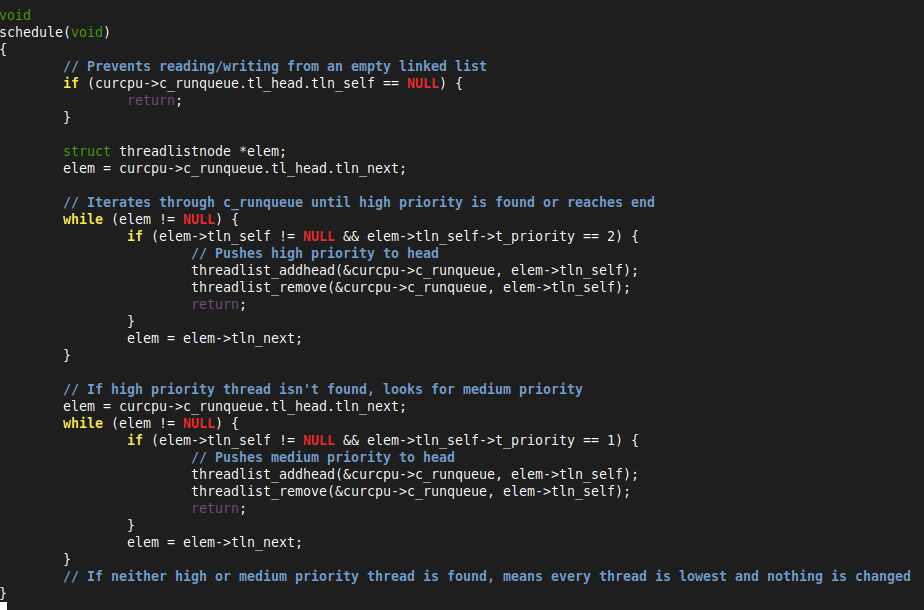 void
schedule(void)
{
        // Prevents reading/writing from an empty linked list
        if (curcpu->c_runqueue.tl_head.tln_self == NULL) {
                return;
        }

        struct threadlistnode *elem;
        elem = curcpu->c_runqueue.tl_head.tln_next;

        // Iterates through c_runqueue until high priority is found or reaches end
        while (elem != NULL) {
                if (elem->tln_self != NULL && elem->tln_self->t_priority == 2) {
                        // Pushes high priority to head
                        threadlist_addhead(&curcpu->c_runqueue, elem->tln_self);
                        threadlist_remove(&curcpu->c_runqueue, elem->tln_self);
                        return;
                }
                elem = elem->tln_next;
        }

        // If high priority thread isn't found, looks for medium priority
        elem = curcpu->c_runqueue.tl_head.tln_next;
        while (elem != NULL) {
                if (elem->tln_self != NULL && elem->tln_self->t_priority == 1) {
                        // Pushes medium priority to head
                        threadlist_addhead(&curcpu->c_runqueue, elem->tln_self);
                        threadlist_remove(&curcpu->c_runqueue, elem->tln_self);
                        return;
                }
                elem = elem->tln_next;
        }
        // If neither high or medium priority thread is found, means every thread is lowest and nothing is changed
}